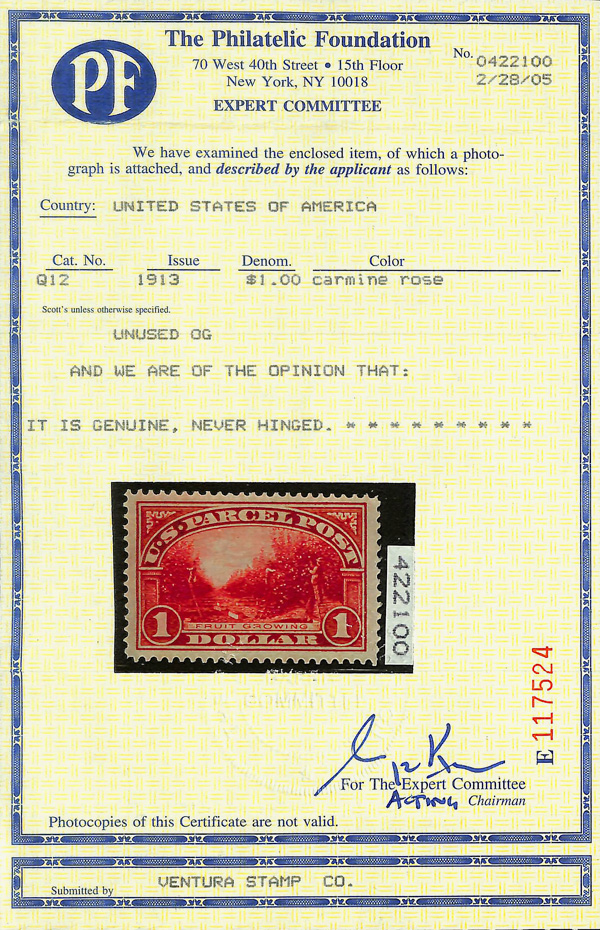 PF
The Philatelic Foundation
70 West 40th Street • 15th Floor
New York, NY 10018
EXPERT COMMITTEE
No. 0422100
2/28/05
We have examined the enclosed item, of which a photo-
graph is attached, and described by the applicant as follows:
Country: UNITED STATES OF AMERICA
Cat. No. Issue Denom. Color
Q12 1913 $1.00 carmine rose
Scott's unless otherwise specified.
UNUSED OG
AND WE ARE OF THE OPINION THAT:
IT IS GENUINE, NEVER HINGED. * * * * * * * * *
U.S. PARCEL POST
1 FRUIT GROWING 1
DOLLAR
422100
E 117524
For The Expert Committee
ACTING Chairman
Photocopies of this Certificate are not valid.
Submitted by VENTURA STAMP CO.